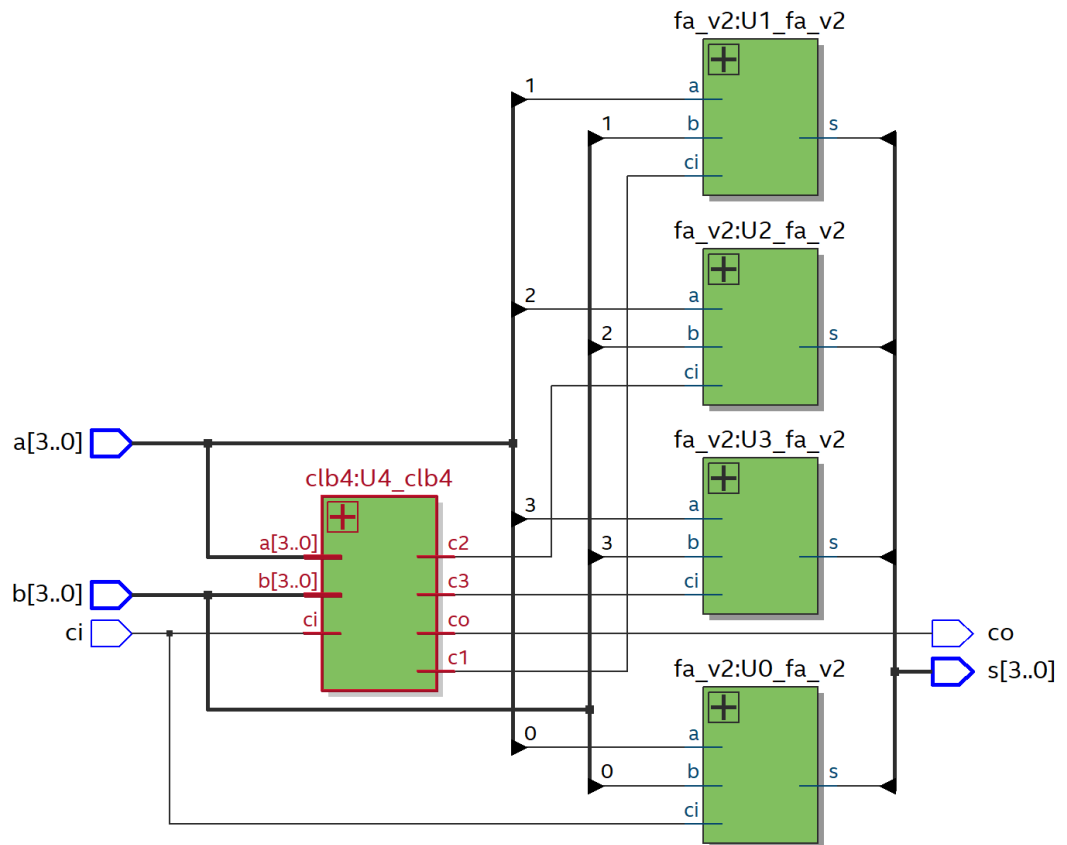 fa_v2:U1_fa_v2
1
a
1
b
s
ci
fa_v2:U2_fa_v2
2
a
2
b
s
ci
a[3..0]
fa_v2:U3_fa_v2
clb4:U4_clb4
3
a
a[3..0]
c2
3
b
s
b[3..0]
b[3..0]
c3
ci
ci
ci
co
co
c1
s[3..0]
fa_v2:U0_fa_v2
0
a
0
b
s
ci